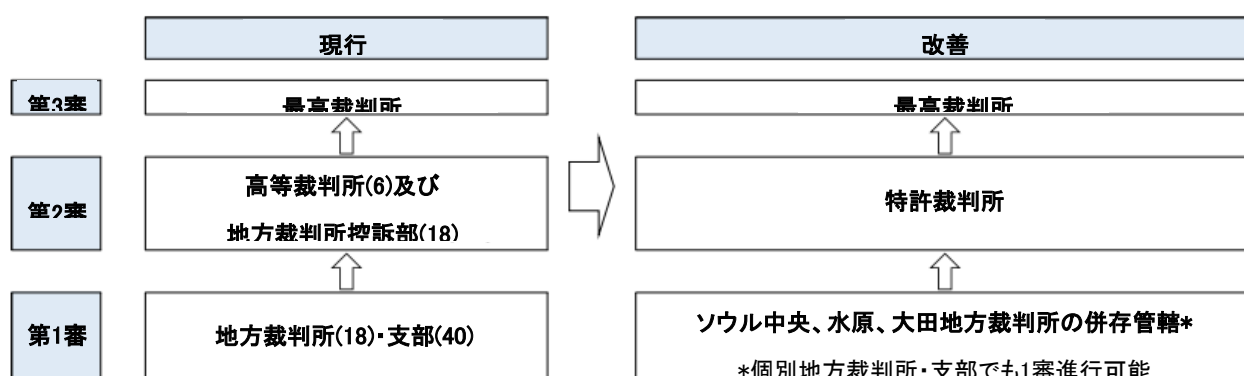 現行
改善
第3審
最高裁判所
最高裁判所
第2審
高等裁判所(6)及び
地方裁判所控訴部(18)
特許裁判所
第1審
地方裁判所(18)･支部(40)
ソウル中央、水原、大田地方裁判所の併存管轄*
*個別地方裁判所･支部でも1審進行可能